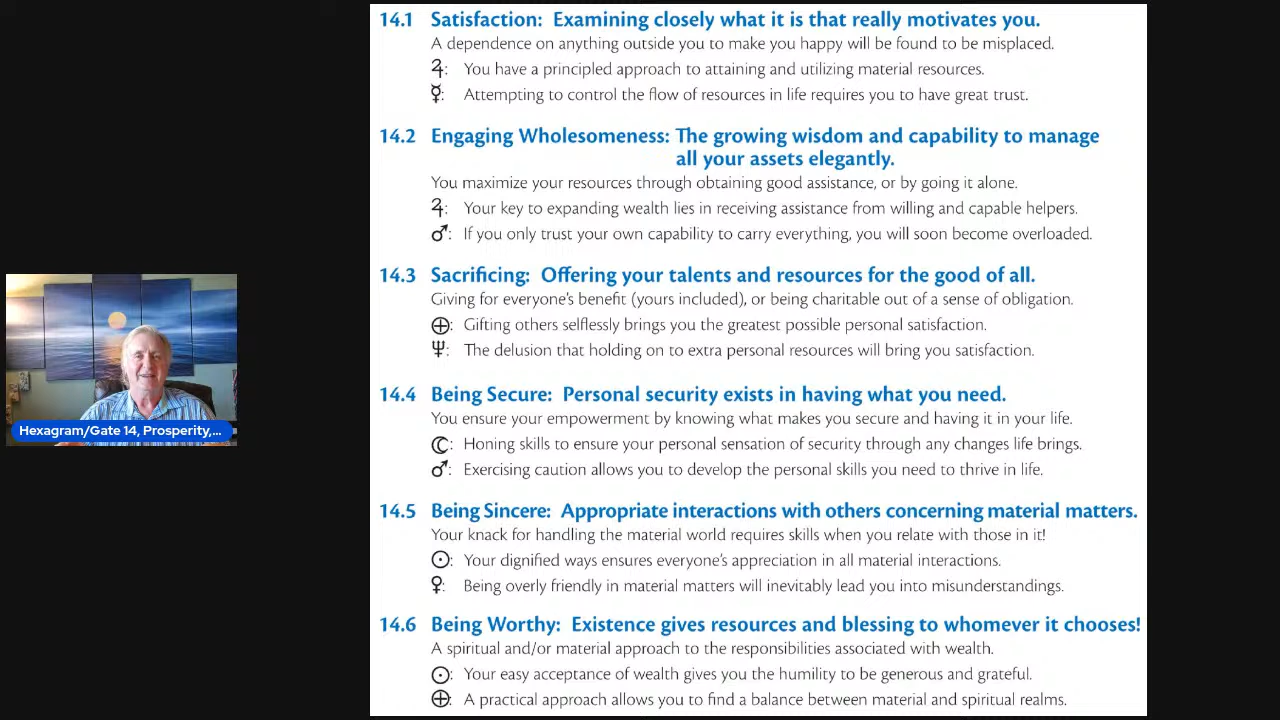 14.1 Satisfaction: Examining closely what it is that really motivates you.
A dependence on anything outside you to make you happy will be found to be misplaced.
♃: You have a principled approach to attaining and utilizing material resources.
☿: Attempting to control the flow of resources in life requires you to have great trust.
14.2 Engaging Wholesomeness: The growing wisdom and capability to manage
all your assets elegantly.
You maximize your resources through obtaining good assistance, or by going it alone.
♃: Your key to expanding wealth lies in receiving assistance from willing and capable helpers.
♂: If you only trust your own capability to carry everything, you will soon become overloaded.
14.3 Sacrificing: Offering your talents and resources for the good of all.
Giving for everyone's benefit (yours included), or being charitable out of a sense of obligation.
⊕: Gifting others selflessly brings you the greatest possible personal satisfaction.
♆: The delusion that holding on to extra personal resources will bring you satisfaction.
14.4 Being Secure: Personal security exists in having what you need.
You ensure your empowerment by knowing what makes you secure and having it in your life.
☾: Honing skills to ensure your personal sensation of security through any changes life brings.
♂: Exercising caution allows you to develop the personal skills you need to thrive in life.
14.5 Being Sincere: Appropriate interactions with others concerning material matters.
Your knack for handling the material world requires skills when you relate with those in it!
☉: Your dignified ways ensures everyone's appreciation in all material interactions.
♀: Being overly friendly in material matters will inevitably lead you into misunderstandings.
14.6 Being Worthy: Existence gives resources and blessing to whomever it chooses!
A spiritual and/or material approach to the responsibilities associated with wealth.
☉: Your easy acceptance of wealth gives you the humility to be generous and grateful.
⊕: A practical approach allows you to find a balance between material and spiritual realms.
Hexagram/Gate 14, Prosperity,...